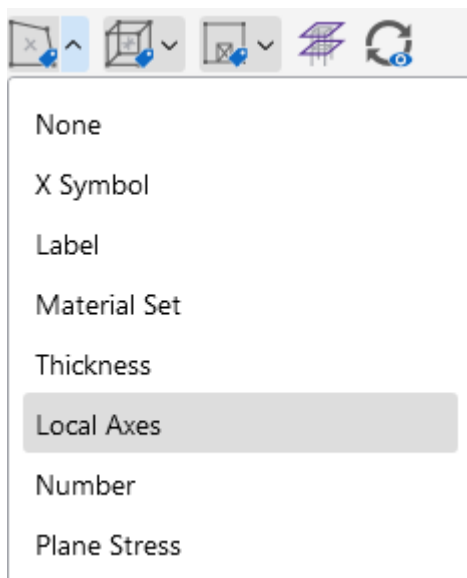 None
X Symbol
Label
Material Set
Thickness
Local Axes
Number
Plane Stress